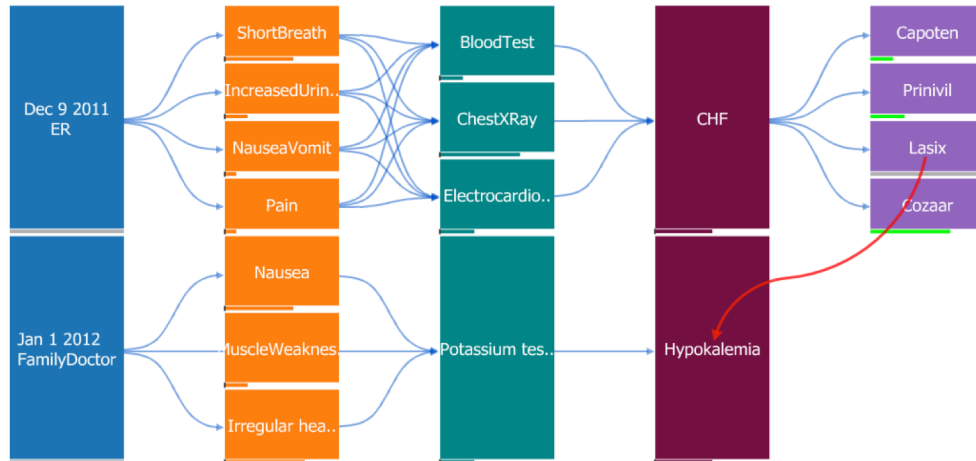 Dec 9 2011
ER
ShortBreath
IncreasedUrin..
NauseaVomit
Pain
BloodTest
ChestXRay
Electrocardio..
CHF
Capoten
Prinivil
Lasix
Cozaar
Jan 1 2012
FamilyDoctor
Nausea
MuscleWeaknes..
Irregular hea..
Potassium tes..
Hypokalemia